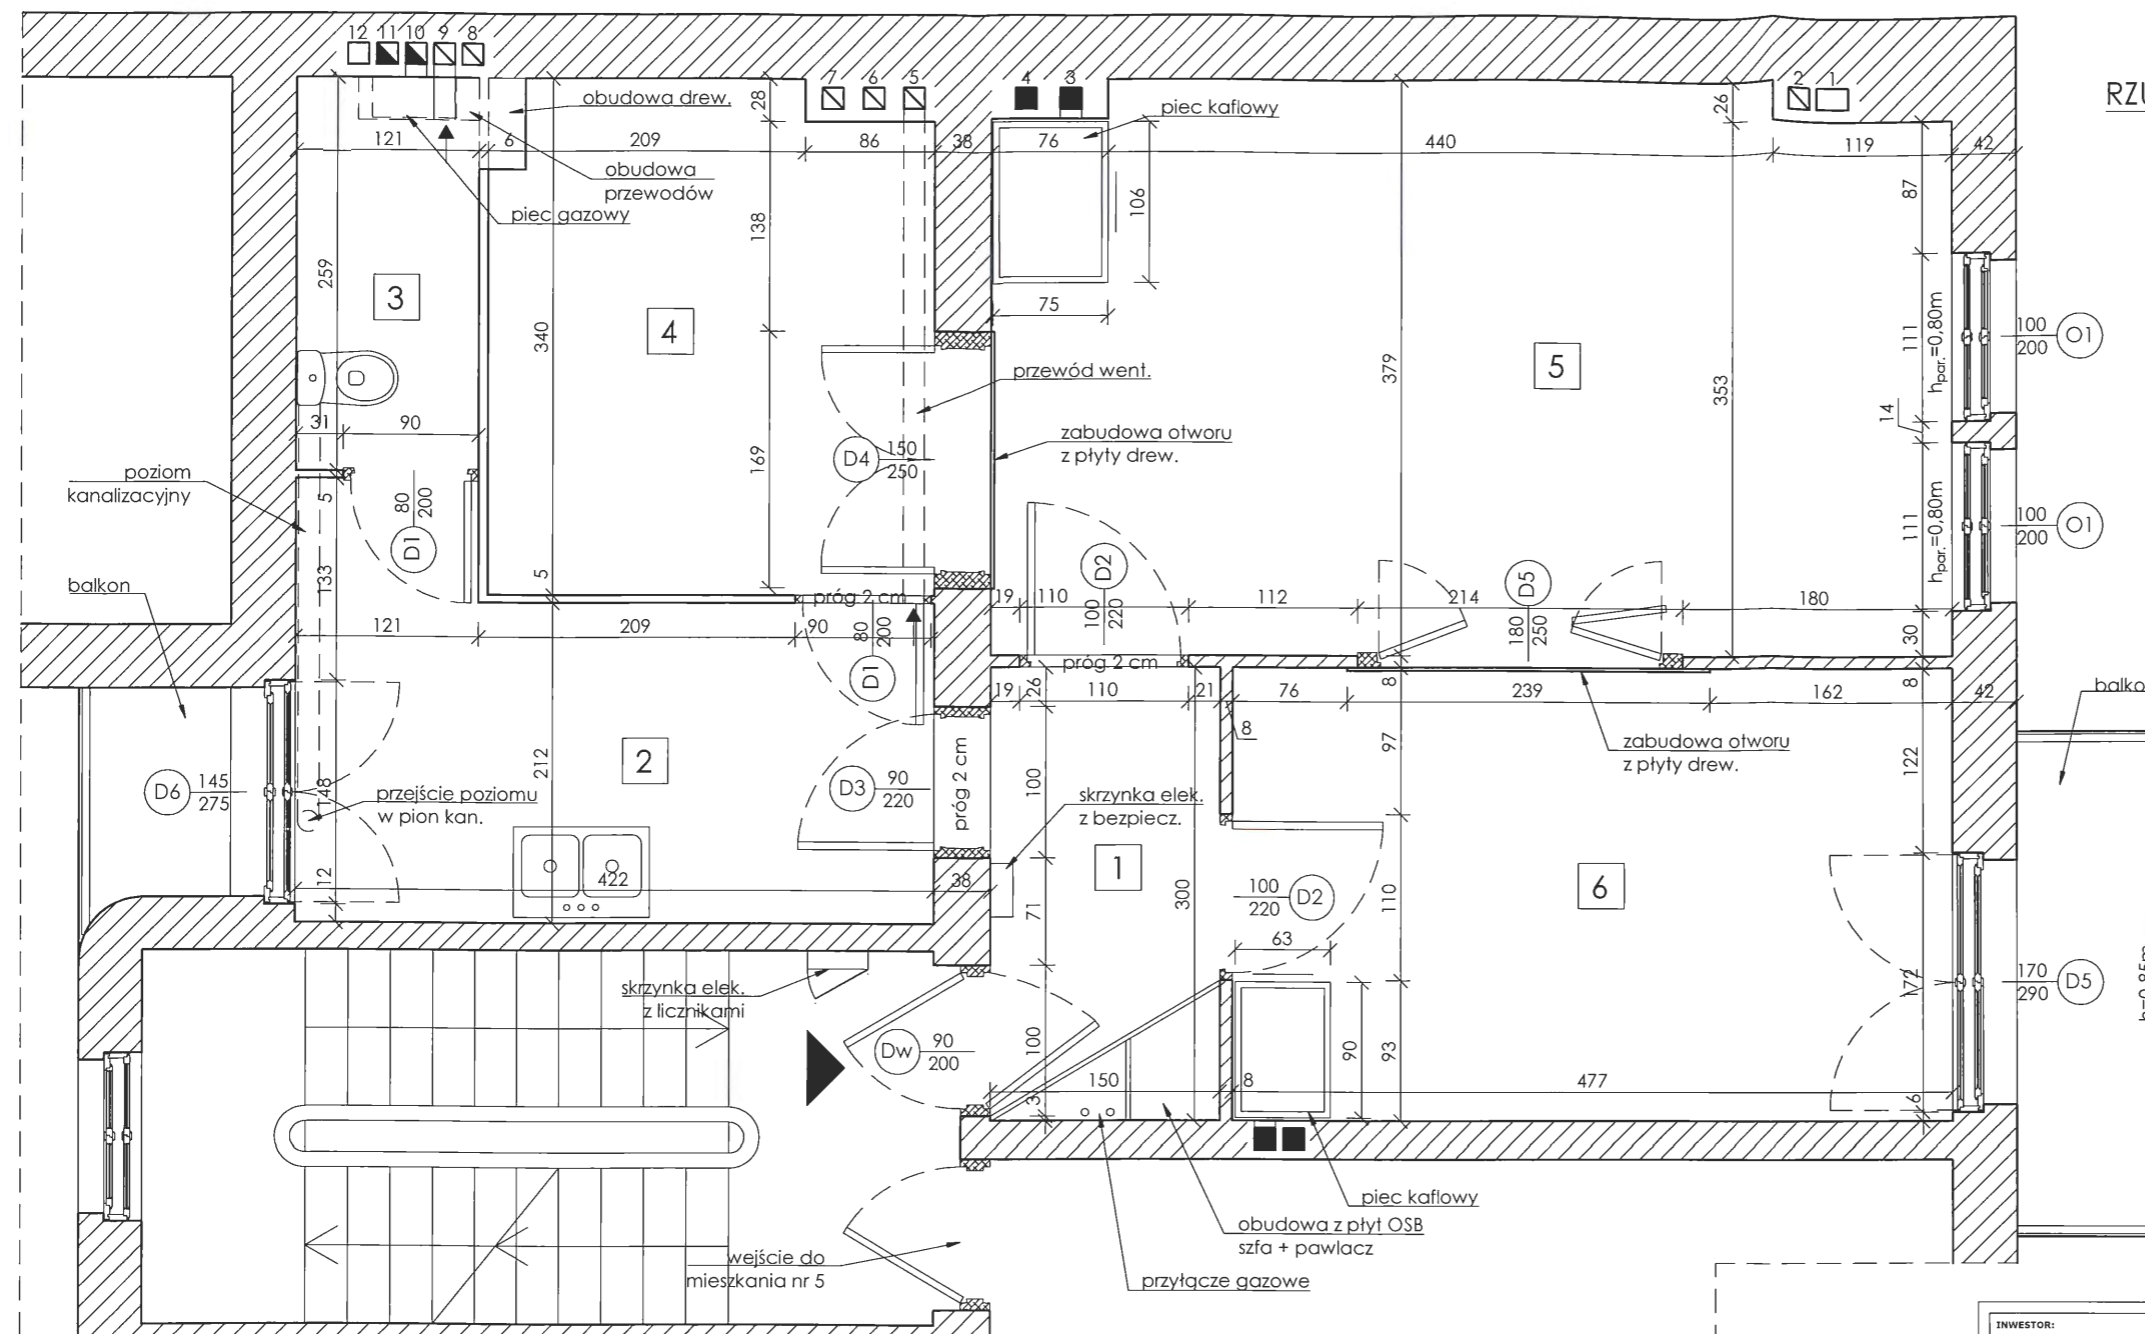 12 11 10 9 8
7 6 5
4 3
2 1
RZU
obudowa drew.
piec kaflowy
28
26
121 6 209 86 38 76 440 119 42
obudowa
przewodów
piec gazowy
106
87
138
259
3
4
5
340
75
379
353
111
hpar.=0,80m
100
200
O1
przewód went.
14
31 90
zabudowa otworu
z płyty drew.
D4
150
250
169
poziom
kanalizacyjny
5
80
200
D1
111
hpar.=0,80m
100
200
O1
133
balkon
5
próg 2 cm
D2
100
220
D5
180
250
19 110 112 214 180
30
121 209 90
80
200
D1
próg 2 cm
26
8
8
19 110 21 76 239 162 42
8
balko
97
122
zabudowa otworu
z płyty drew.
2
212
D6
145
275
148
przejście poziomu
w pion kan.
D3
90
220
próg 2 cm
100
skrzynka elek.
z bezpiecz.
1
6
12
422
38
71
300
100
220
D2
110
63
skrzynka elek.
z licznikami
172
170
290
D5
h=0,85m
Dw
90
200
100
90
93
150 8 477
3
6
piec kaflowy
obudowa z płyt OSB
szfa + pawlacz
wejście do
mieszkania nr 5
przyłącze gazowe
INWESTOR: